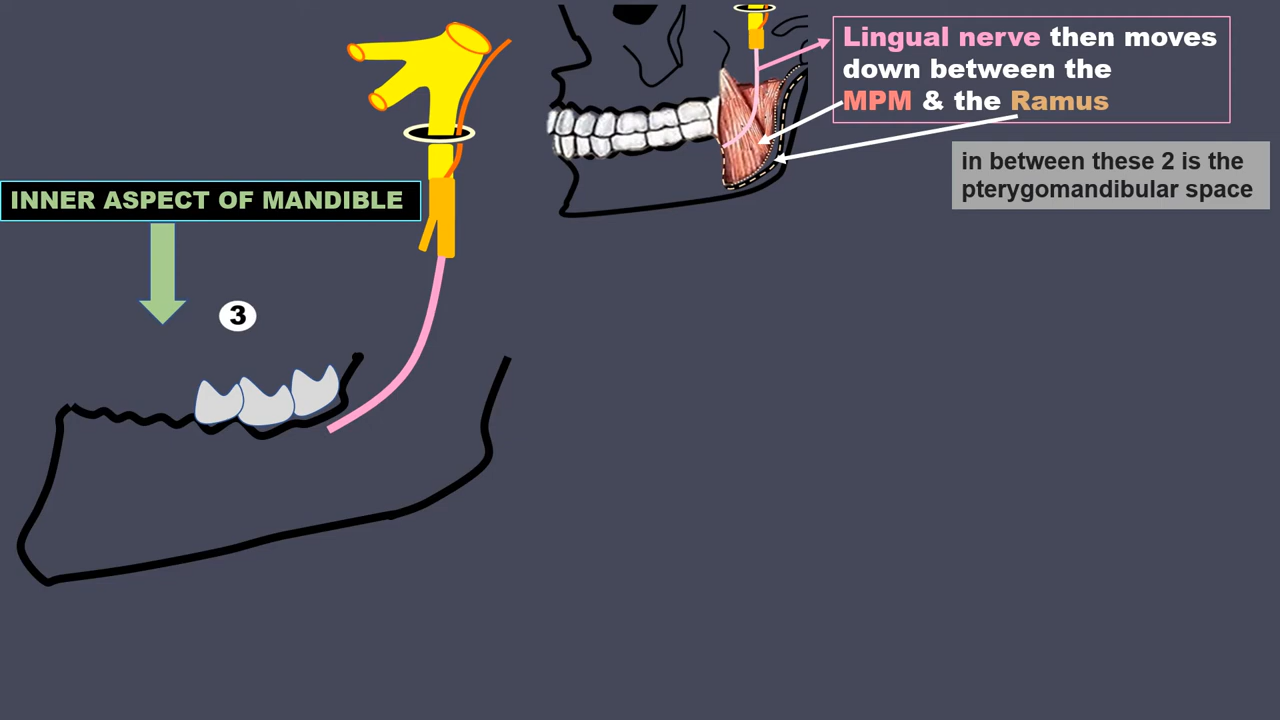 Lingual nerve then moves
down between the
MPM & the Ramus
in between these 2 is the
pterygomandibular space
INNER ASPECT OF MANDIBLE
3